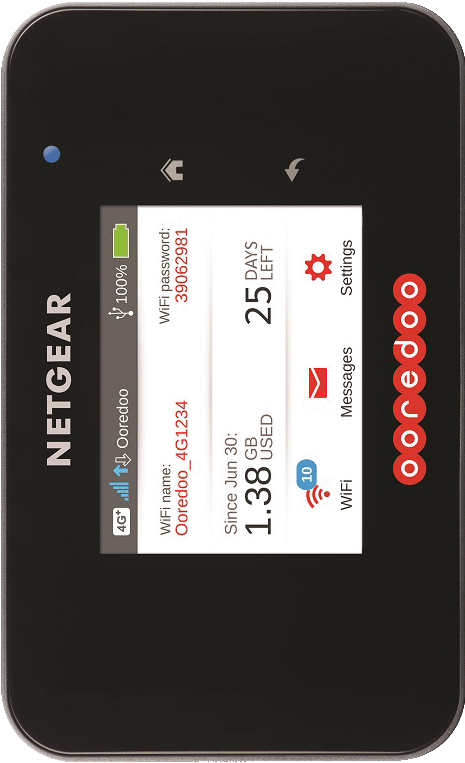 NETGEAR
4G+ Ooredoo 100%
WiFi name: WiFi password:
Ooredoo_4G1234 39062981
Since Jun 30:
1.38 GB USED 25 DAYS LEFT
10
WiFi Messages Settings
ooredoo